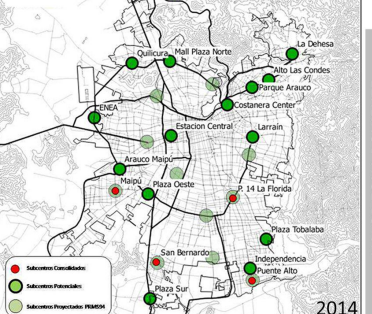 La Dehesa
Quilicura
Mall Plaza Norte
Alto Las Condes
Parque Arauco
ENEA
Costanera Center
Estacion Central
Larraín
Arauco Maipú
Maipú
Plaza Oeste
P. 14 La Florida
Plaza Tobalaba
San Bernardo
Independencia
Puente Alto
Plaza Sur
Subcentros Consolidados
Subcentros Potenciales
Subcentros Proyectados PRMS94
2014